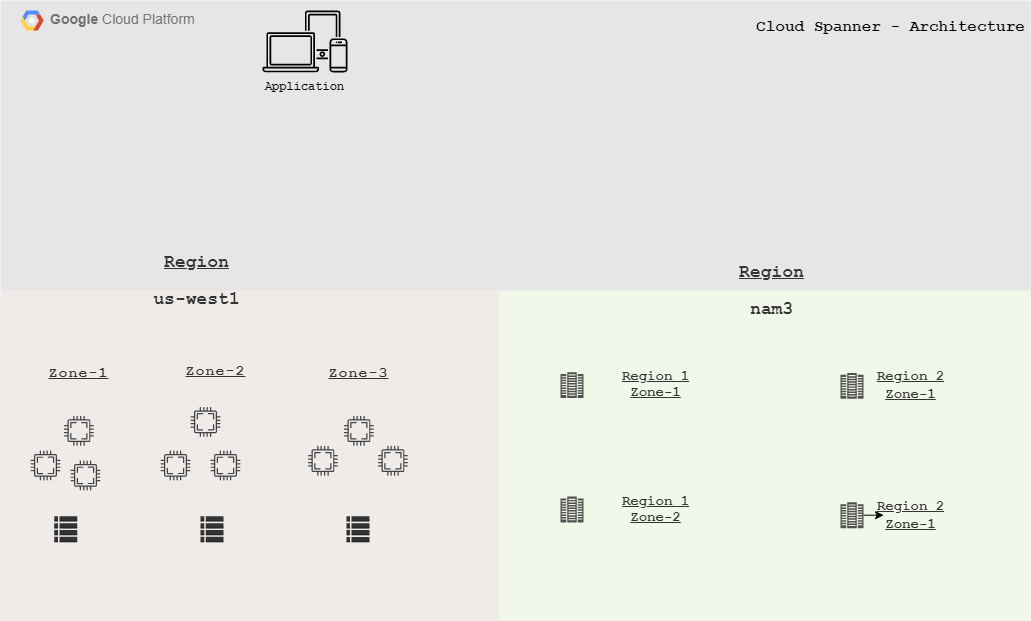 Google Cloud Platform
Cloud Spanner - Architecture
Application
Region
us-west1
Zone-1
Zone-2
Zone-3
Region
nam3
Region 1
Zone-1
Region 2
Zone-1
Region 1
Zone-2
Region 2
Zone-1